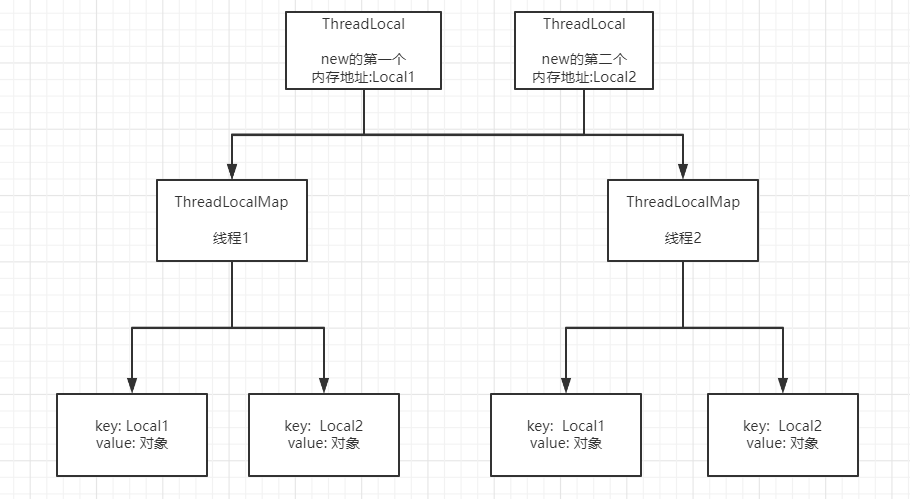 ThreadLocal
new的第一个
内存地址:Local1
ThreadLocal
new的第二个
内存地址:Local2
ThreadLocalMap
线程1
ThreadLocalMap
线程2
key: Local1
value: 对象
key:  Local2
value: 对象
key:  Local1
value: 对象
key:  Local2
value: 对象